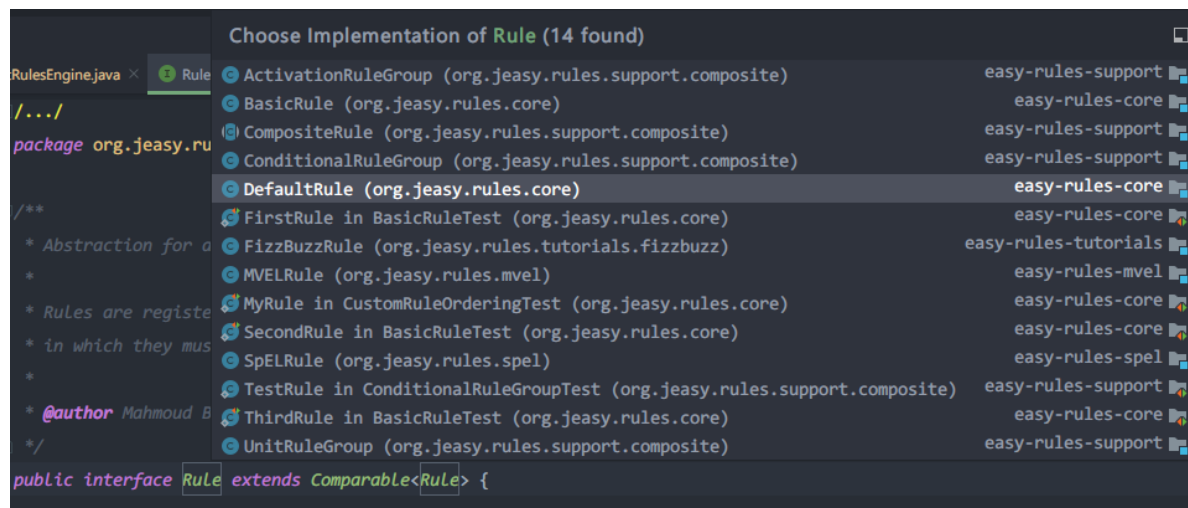 Choose Implementation of Rule (14 found)
RulesEngine.java
Rule
ActivationRuleGroup (org.jeasy.rules.support.composite) easy-rules-support
BasicRule (org.jeasy.rules.core) easy-rules-core
/.../
CompositeRule (org.jeasy.rules.support.composite) easy-rules-support
package org.jeasy.ru
ConditionalRuleGroup (org.jeasy.rules.support.composite) easy-rules-support
DefaultRule (org.jeasy.rules.core) easy-rules-core
/**
FirstRule in BasicRuleTest (org.jeasy.rules.core) easy-rules-core
* Abstraction for a
FizzBuzzRule (org.jeasy.rules.tutorials.fizzbuzz) easy-rules-tutorials
*
MVELRule (org.jeasy.rules.mvel) easy-rules-mvel
* Rules are registe
MyRule in CustomRuleOrderingTest (org.jeasy.rules.core) easy-rules-core
SecondRule in BasicRuleTest (org.jeasy.rules.core) easy-rules-core
* in which they mus
SpELRule (org.jeasy.rules.spel) easy-rules-spel
*
TestRule in ConditionalRuleGroupTest (org.jeasy.rules.support.composite) easy-rules-support
* @author Mahmoud B
ThirdRule in BasicRuleTest (org.jeasy.rules.core) easy-rules-core
*/
UnitRuleGroup (org.jeasy.rules.support.composite) easy-rules-support
public interface Rule extends Comparable<Rule> {